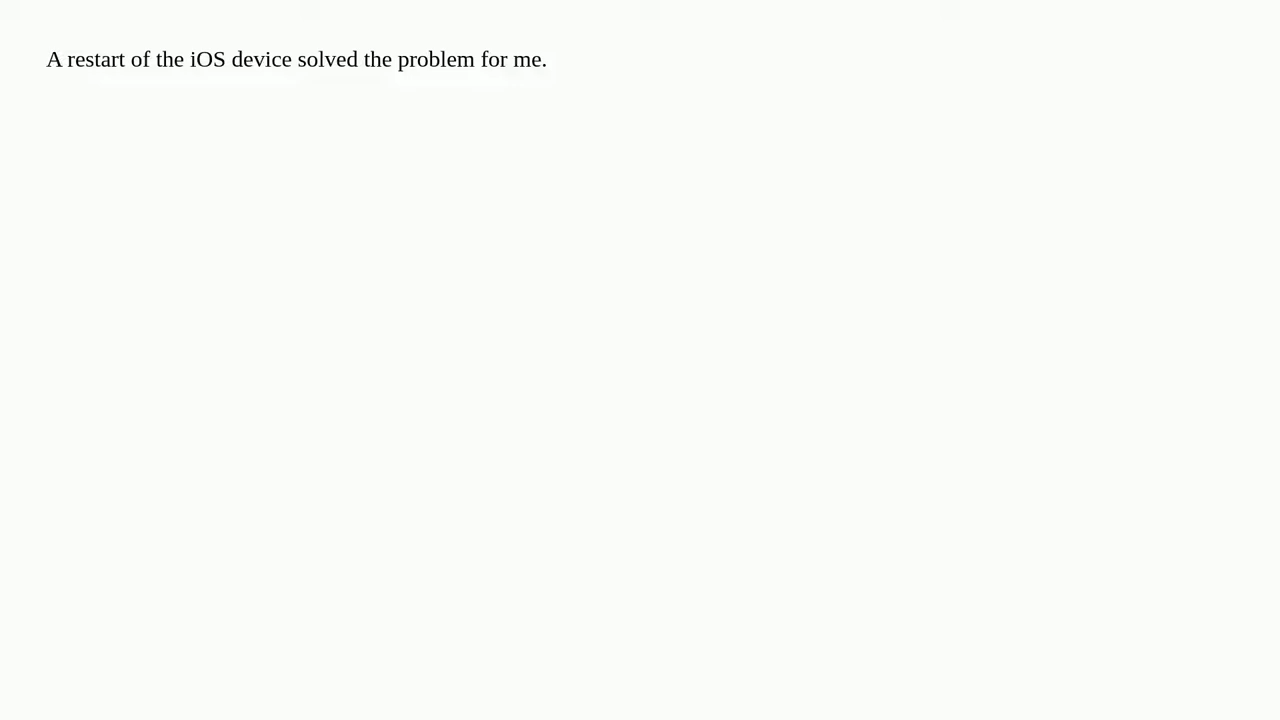 A restart of the iOS device solved the problem for me.